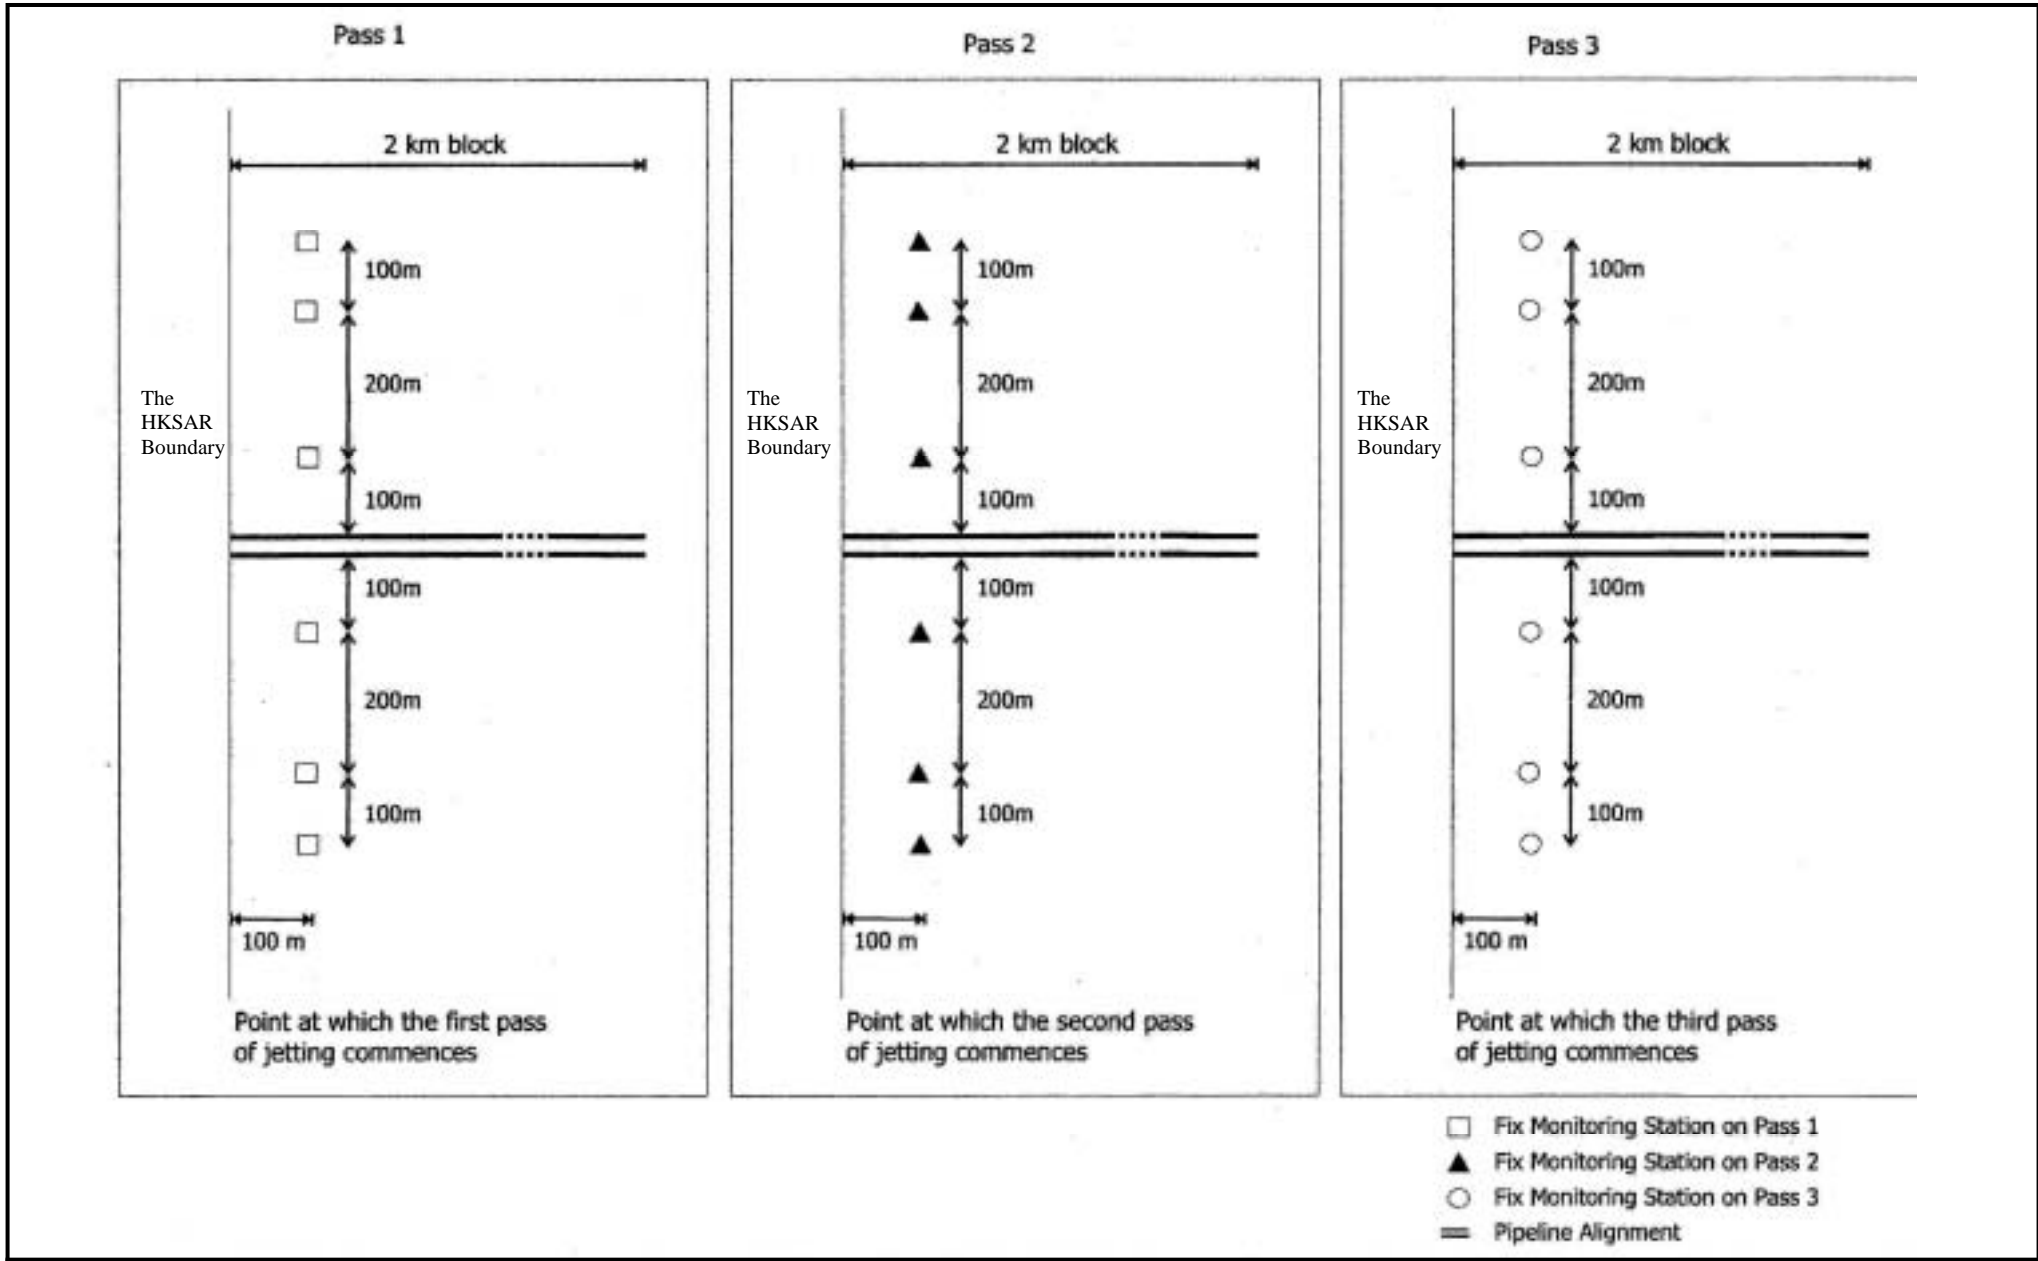 Pass 1
2 km block
100m
200m
The
HKSAR
Boundary
100m
100m
200m
100m
100 m
Point at which the first pass
of jetting commences
Pass 2
2 km block
100m
200m
The
HKSAR
Boundary
100m
100m
200m
100m
100 m
Point at which the second pass
of jetting commences
Pass 3
2 km block
100m
200m
The
HKSAR
Boundary
100m
100m
200m
100m
100 m
Point at which the third pass
of jetting commences
Fix Monitoring Station on Pass 1
Fix Monitoring Station on Pass 2
Fix Monitoring Station on Pass 3
Pipeline Alignment